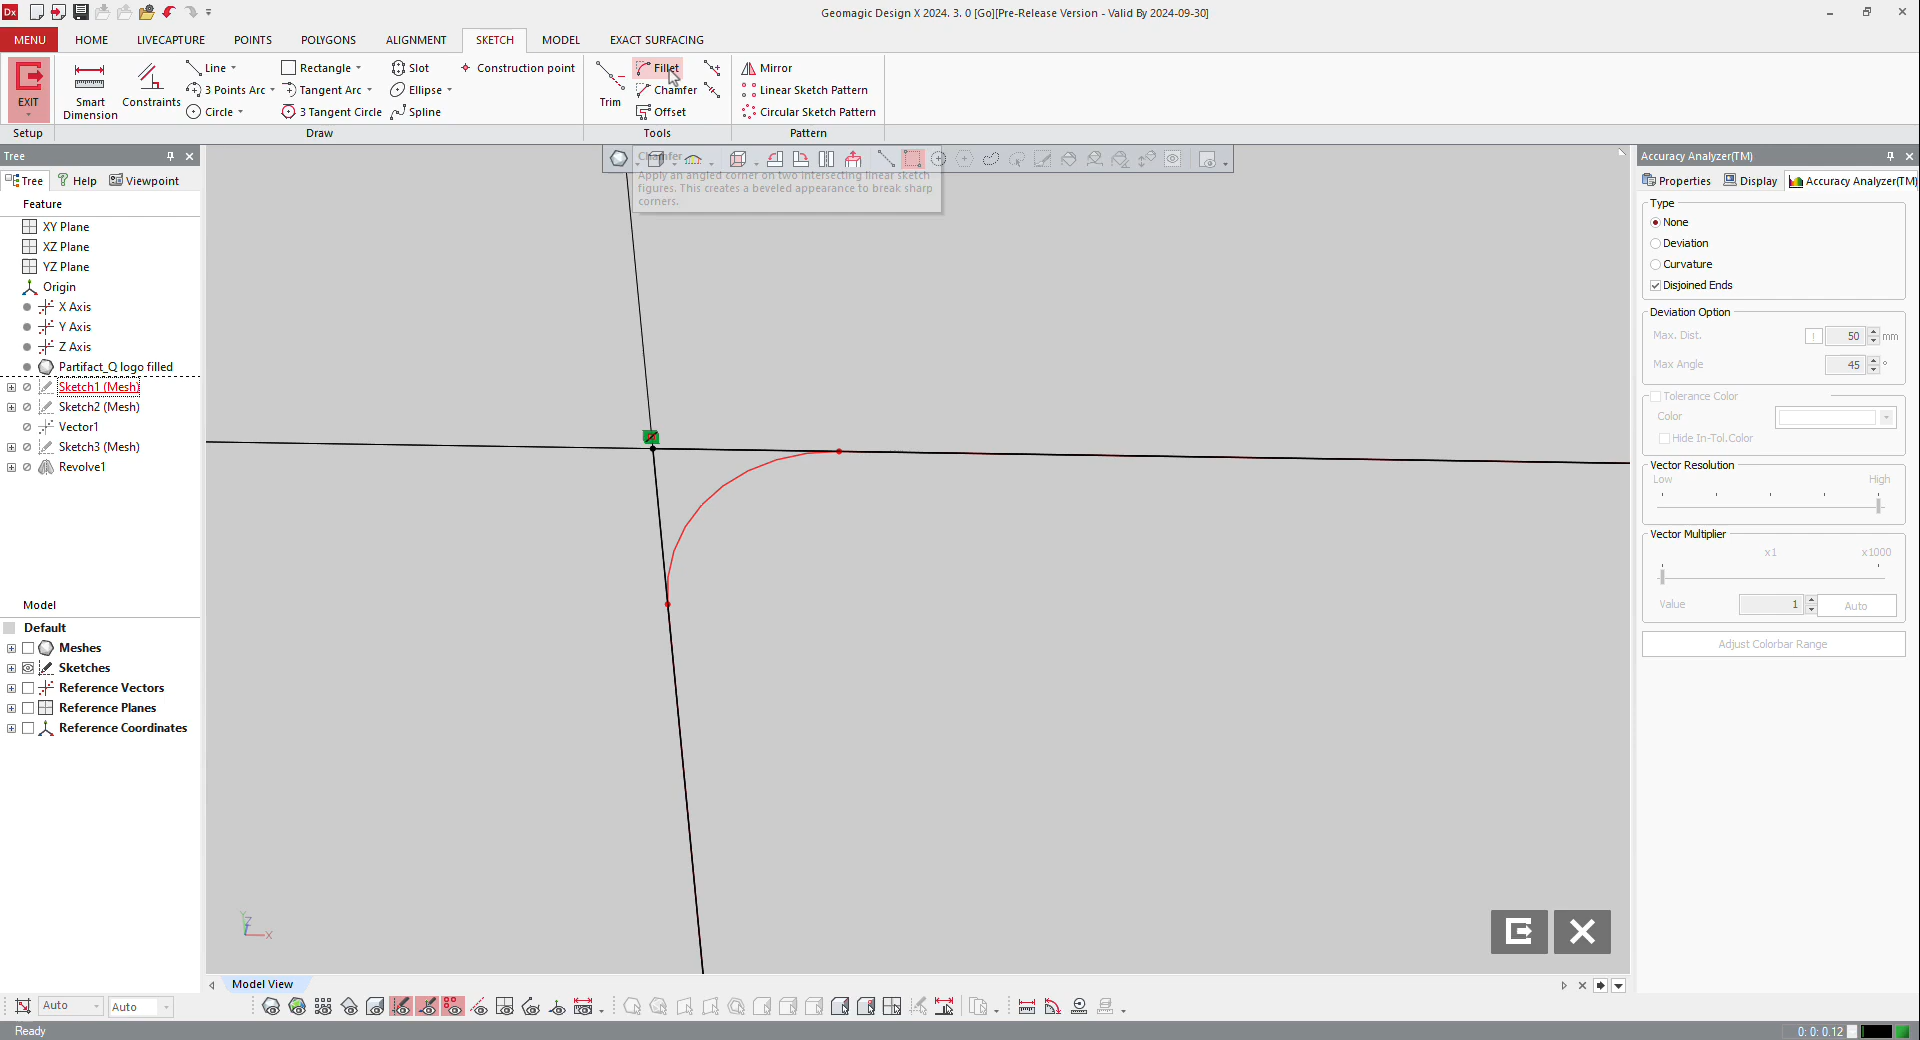 Dx
Geomagic Design X 2024. 3. 0 [Go][Pre-Release Version - Valid By 2024-09-30]
MENU HOME LIVECAPTURE POINTS POLYGONS ALIGNMENT SKETCH MODEL EXACT SURFACING
Line Rectangle Slot Construction point Fillet Mirror
3 Points Arc Tangent Arc Ellipse Chamfer Linear Sketch Pattern
EXIT Smart Dimension Constraints Trim
Circle 3 Tangent Circle Spline Offset Circular Sketch Pattern
Setup Draw Tools Pattern
Tree
Tree Help Viewpoint
Feature
XY Plane
XZ Plane
YZ Plane
Origin
X Axis
Y Axis
Z Axis
Partifact_Q logo filled
Sketch1 (Mesh)
Sketch2 (Mesh)
Vector1
Sketch3 (Mesh)
Revolve1
Model
Default
Meshes
Sketches
Reference Vectors
Reference Planes
Reference Coordinates
Chamfer
Apply an angled corner on two intersecting linear sketch
figures. This creates a beveled appearance to break sharp
corners.
Y
Z
X
Model View
Accuracy Analyzer(TM)
Properties Display Accuracy Analyzer(TM)
Type
None
Deviation
Curvature
Disjoined Ends
Deviation Option
Max. Dist. ! 50 mm
Max Angle 45 °
Tolerance Color
Color
Hide In-Tol.Color
Vector Resolution
Low High
Vector Multiplier
x1 x1000
Value 1 Auto
Adjust Colorbar Range
Auto Auto
Ready
0: 0: 0.12